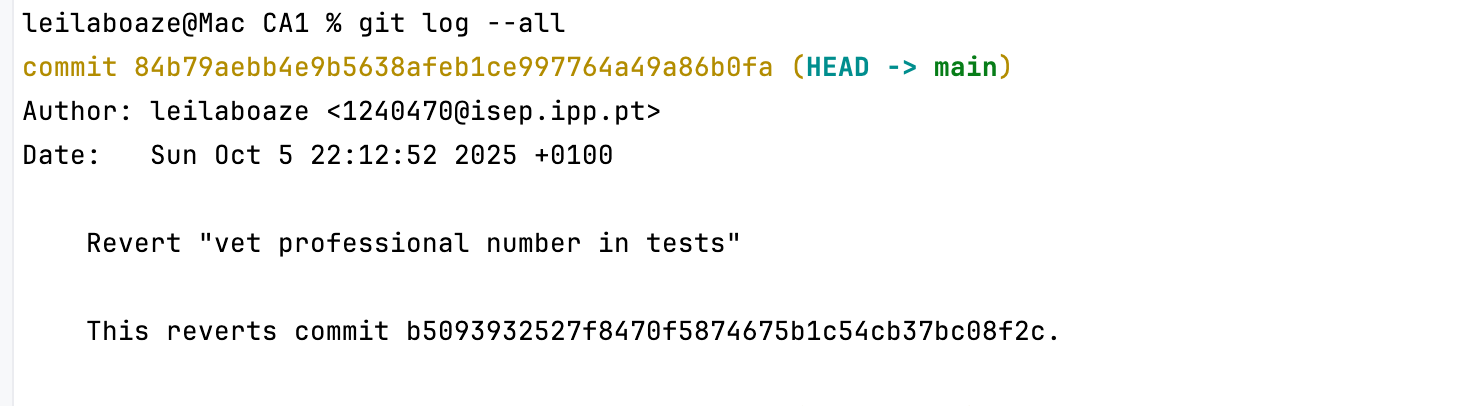 leilaboaze@Mac CA1 % git log --all
commit 84b79aebb4e9b5638afeb1ce997764a49a86b0fa (HEAD -> main)
Author: leilaboaze <1240470@isep.ipp.pt>
Date:   Sun Oct 5 22:12:52 2025 +0100
    Revert "vet professional number in tests"
    This reverts commit b5093932527f8470f5874675b1c54cb37bc08f2c.